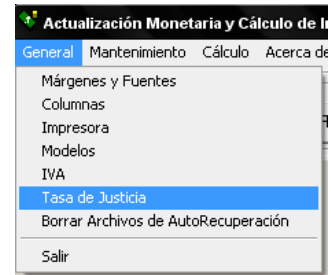 Actualización Monetaria y Cálculo de
General Mantenimiento Cálculo Acerca de
Márgenes y Fuentes
Columnas
Impresora
Modelos
IVA
Tasa de Justicia
Borrar Archivos de AutoRecuperación
Salir